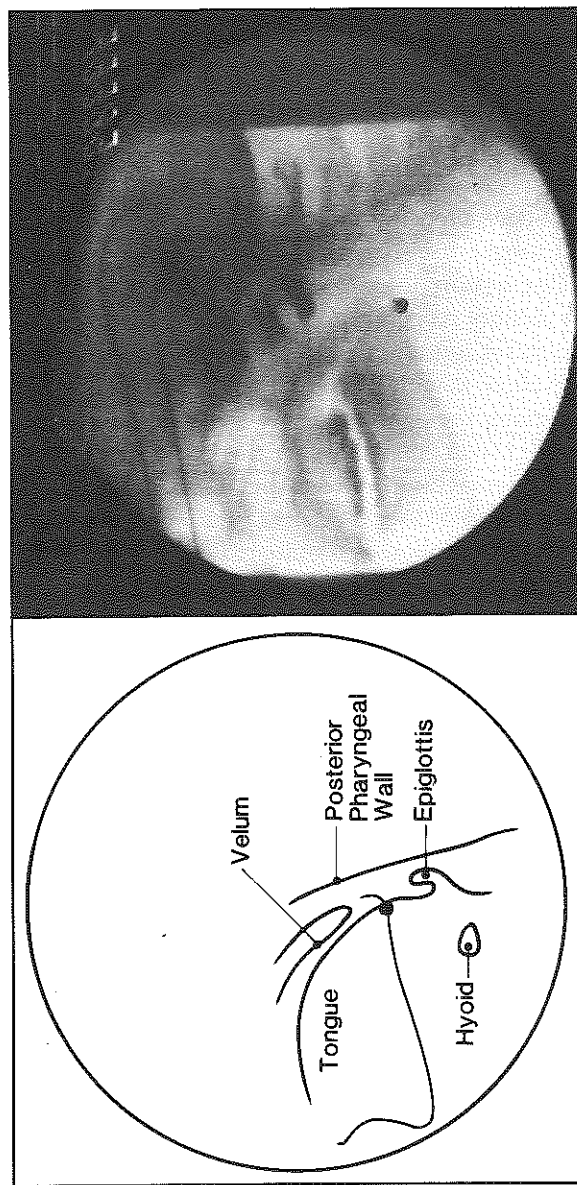 Velum
Posterior
Pharyngeal
Wall
Epiglottis
Tongue
Hyoid